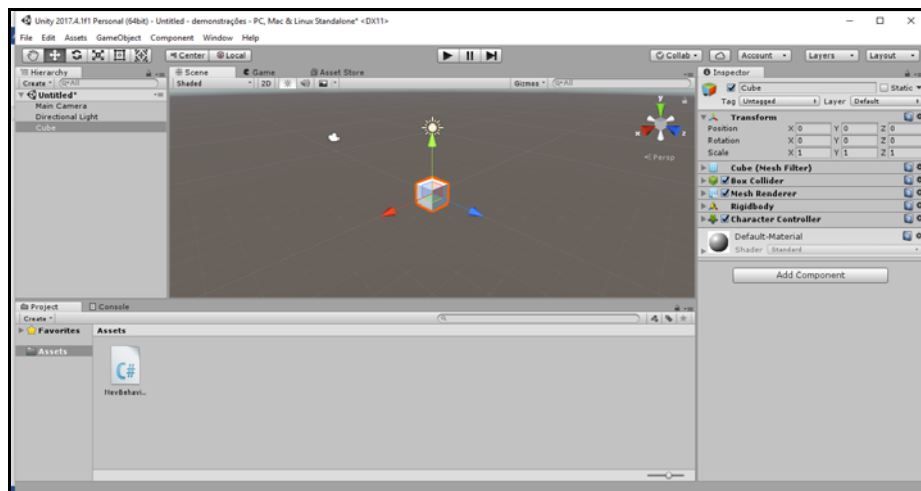 Unity 2017.4.1f1 Personal (64bit) - Untitled - demonstrações - PC, Mac & Linux Standalone* <DX11>
File Edit Assets GameObject Component Window Help
Center Local Collab Account Layers Layout
Hierarchy
Create All
Untitled*
Main Camera
Directional Light
Cube
Scene Game Asset Store
Shaded 2D Gizmos All
y
x z
Persp
Inspector
Cube Static
Tag Untagged Layer Default
Transform
Position X 0 Y 0 Z 0
Rotation X 0 Y 0 Z 0
Scale X 1 Y 1 Z 1
Cube (Mesh Filter)
Box Collider
Mesh Renderer
Rigidbody
Character Controller
Default-Material
Shader Standard
Add Component
Project Console
Create
Favorites
Assets
Assets
C#
NewBehavi...